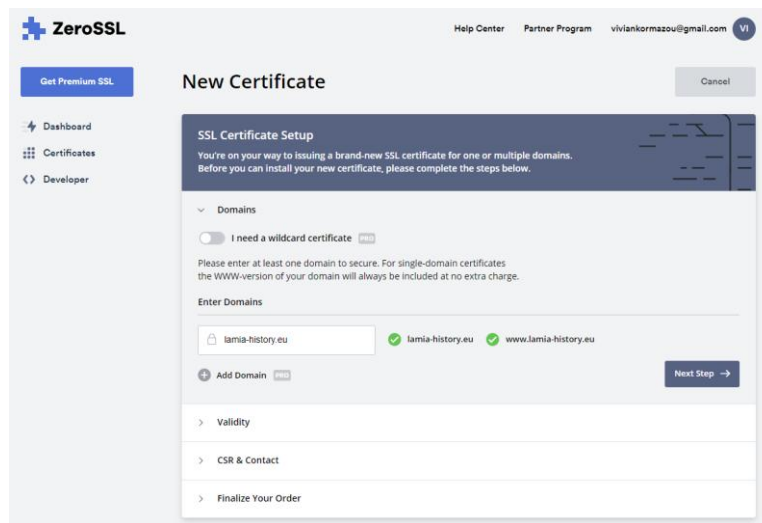 ZeroSSL
Help Center Partner Program viviankormazou@gmail.com VI
Get Premium SSL
New Certificate
Cancel
Dashboard
Certificates
Developer
SSL Certificate Setup
You're on your way to issuing a brand-new SSL certificate for one or multiple domains.
Before you can install your new certificate, please complete the steps below.
Domains
I need a wildcard certificate PRO
Please enter at least one domain to secure. For single-domain certificates
the WWW-version of your domain will always be included at no extra charge.
Enter Domains
lamia-history.eu lamia-history.eu www.lamia-history.eu
Add Domain PRO
Next Step →
Validity
CSR & Contact
Finalize Your Order